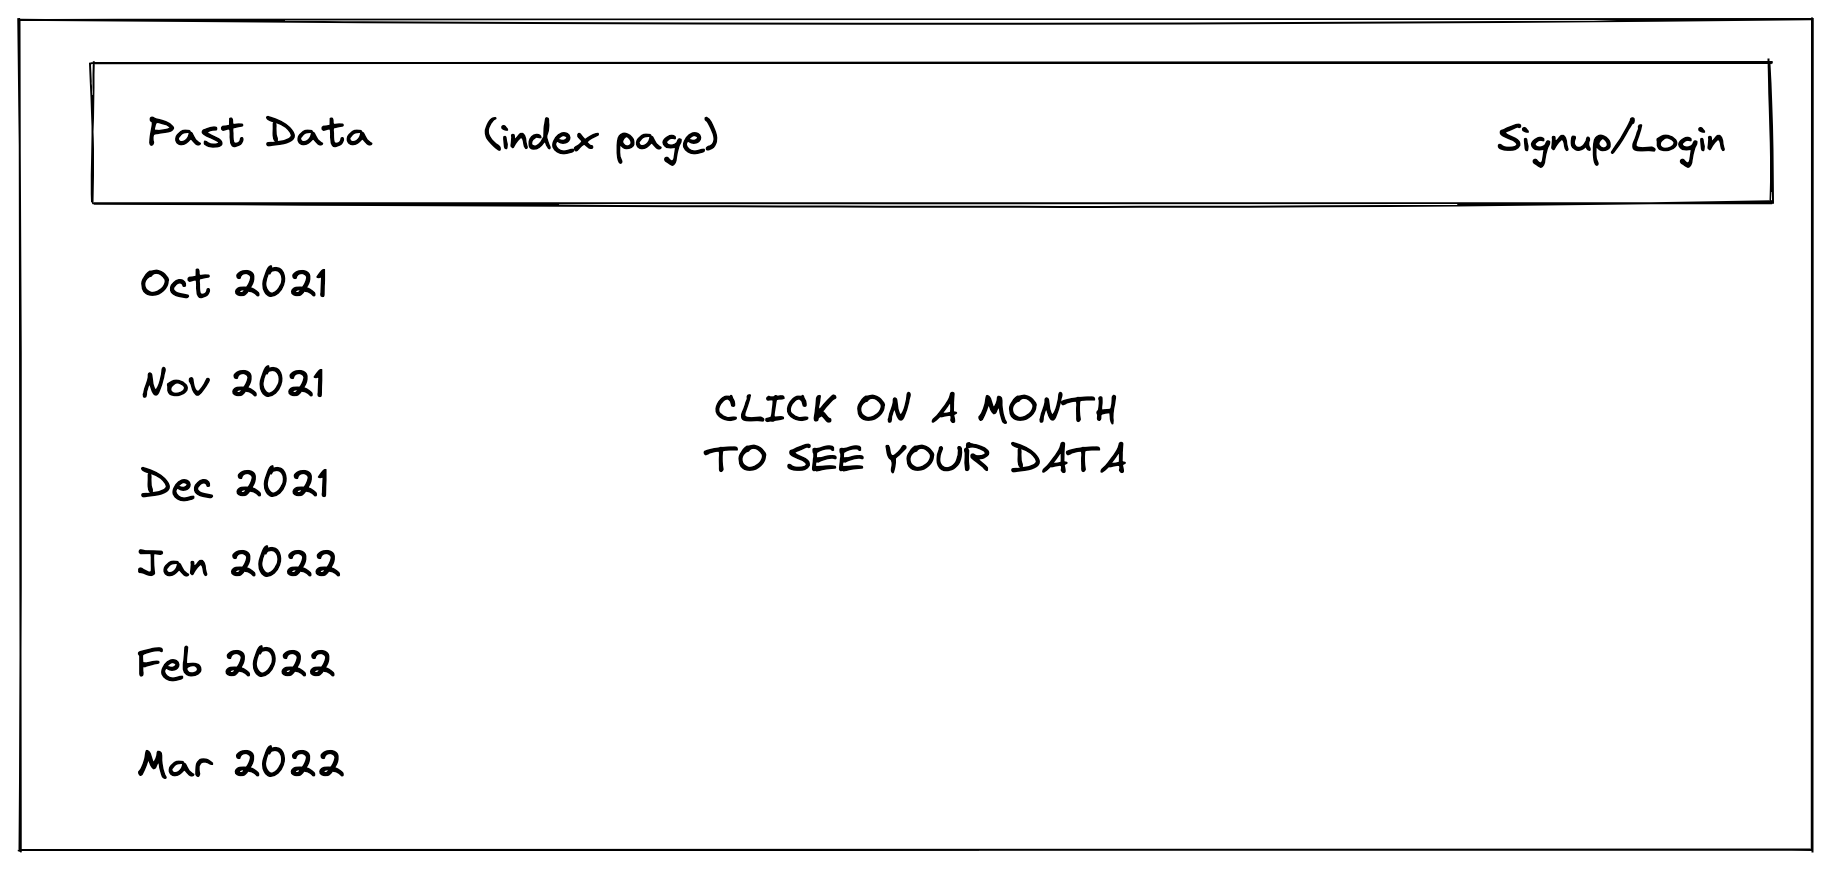 Past Data (index page) Signup/Login
Oct 2021
Nov 2021
CLICK ON A MONTH
TO SEE YOUR DATA
Dec 2021
Jan 2022
Feb 2022
Mar 2022